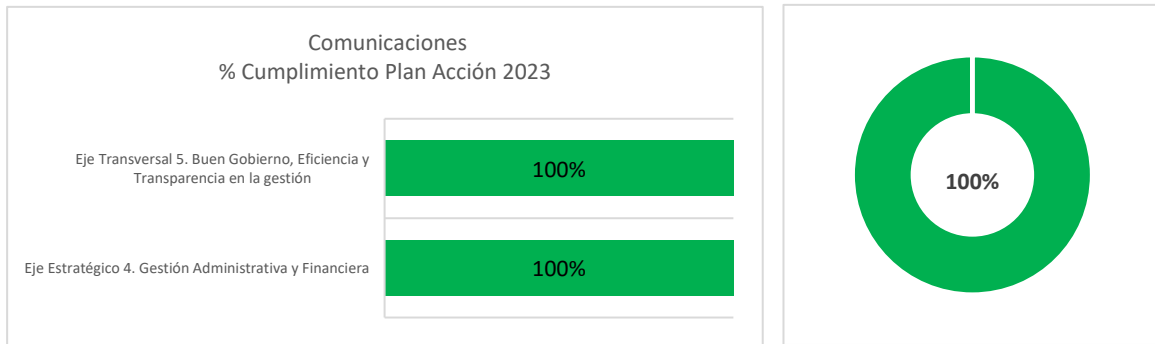 Comunicaciones
% Cumplimiento Plan Acción 2023
Eje Transversal 5. Buen Gobierno, Eficiencia y
Transparencia en la gestión
100%
Eje Estratégico 4. Gestión Administrativa y Financiera
100%
100%